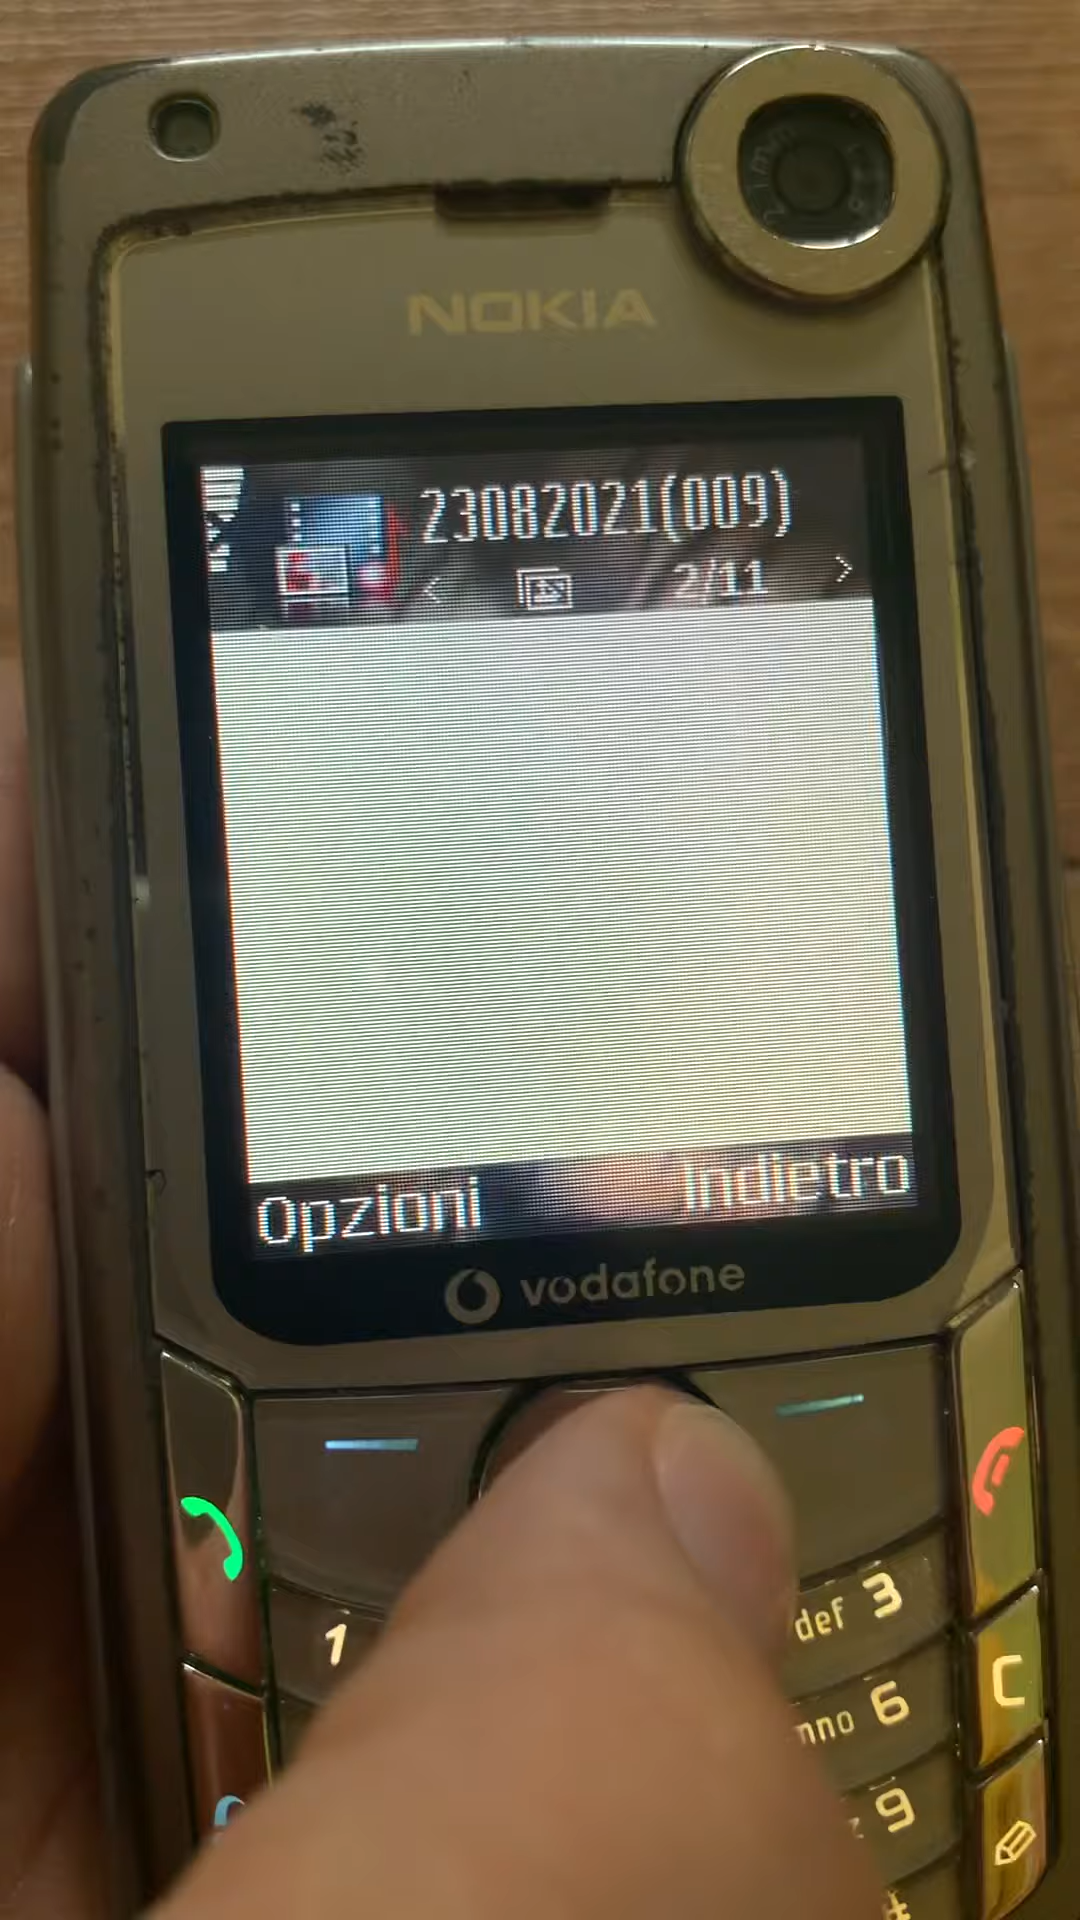 NOKIA
23082021(009)
2/11
Opzioni Indietro
vodafone
1
def 3
mno 6
9
C
#